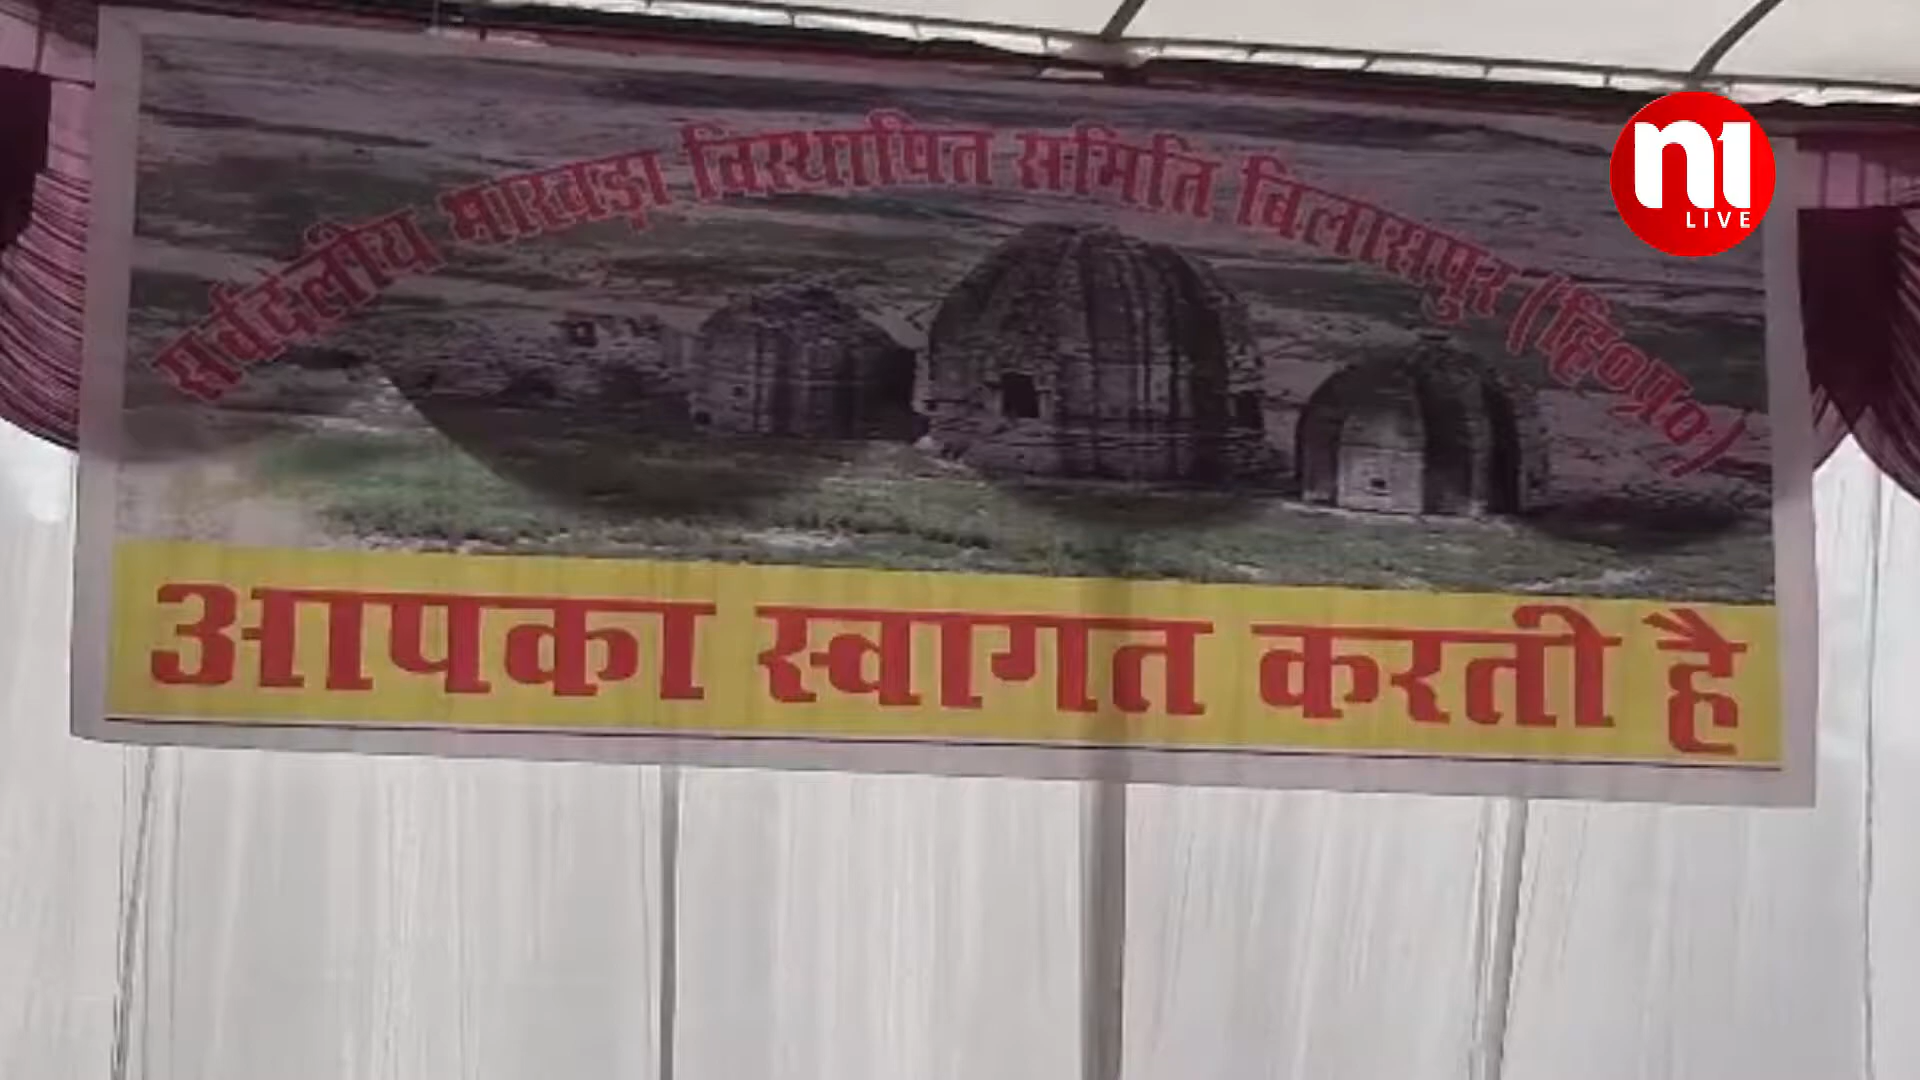 सर्वदलीय भाखड़ा विस्थापित समिति बिलासपुर (हि०प्र०)
आपका स्वागत करती है
n1
LIVE